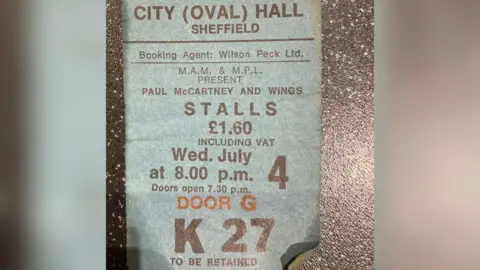 CITY (OVAL) HALL
SHEFFIELD
Booking Agent: Wilson Peck Ltd.
M.A.M. & M.P.L.
PRESENT
PAUL McCARTNEY AND WINGS
STALLS
£1.60
INCLUDING VAT
Wed. July 4
at 8.00 p.m.
Doors open 7.30 p.m.
DOOR G
K 27
TO BE RETAINED